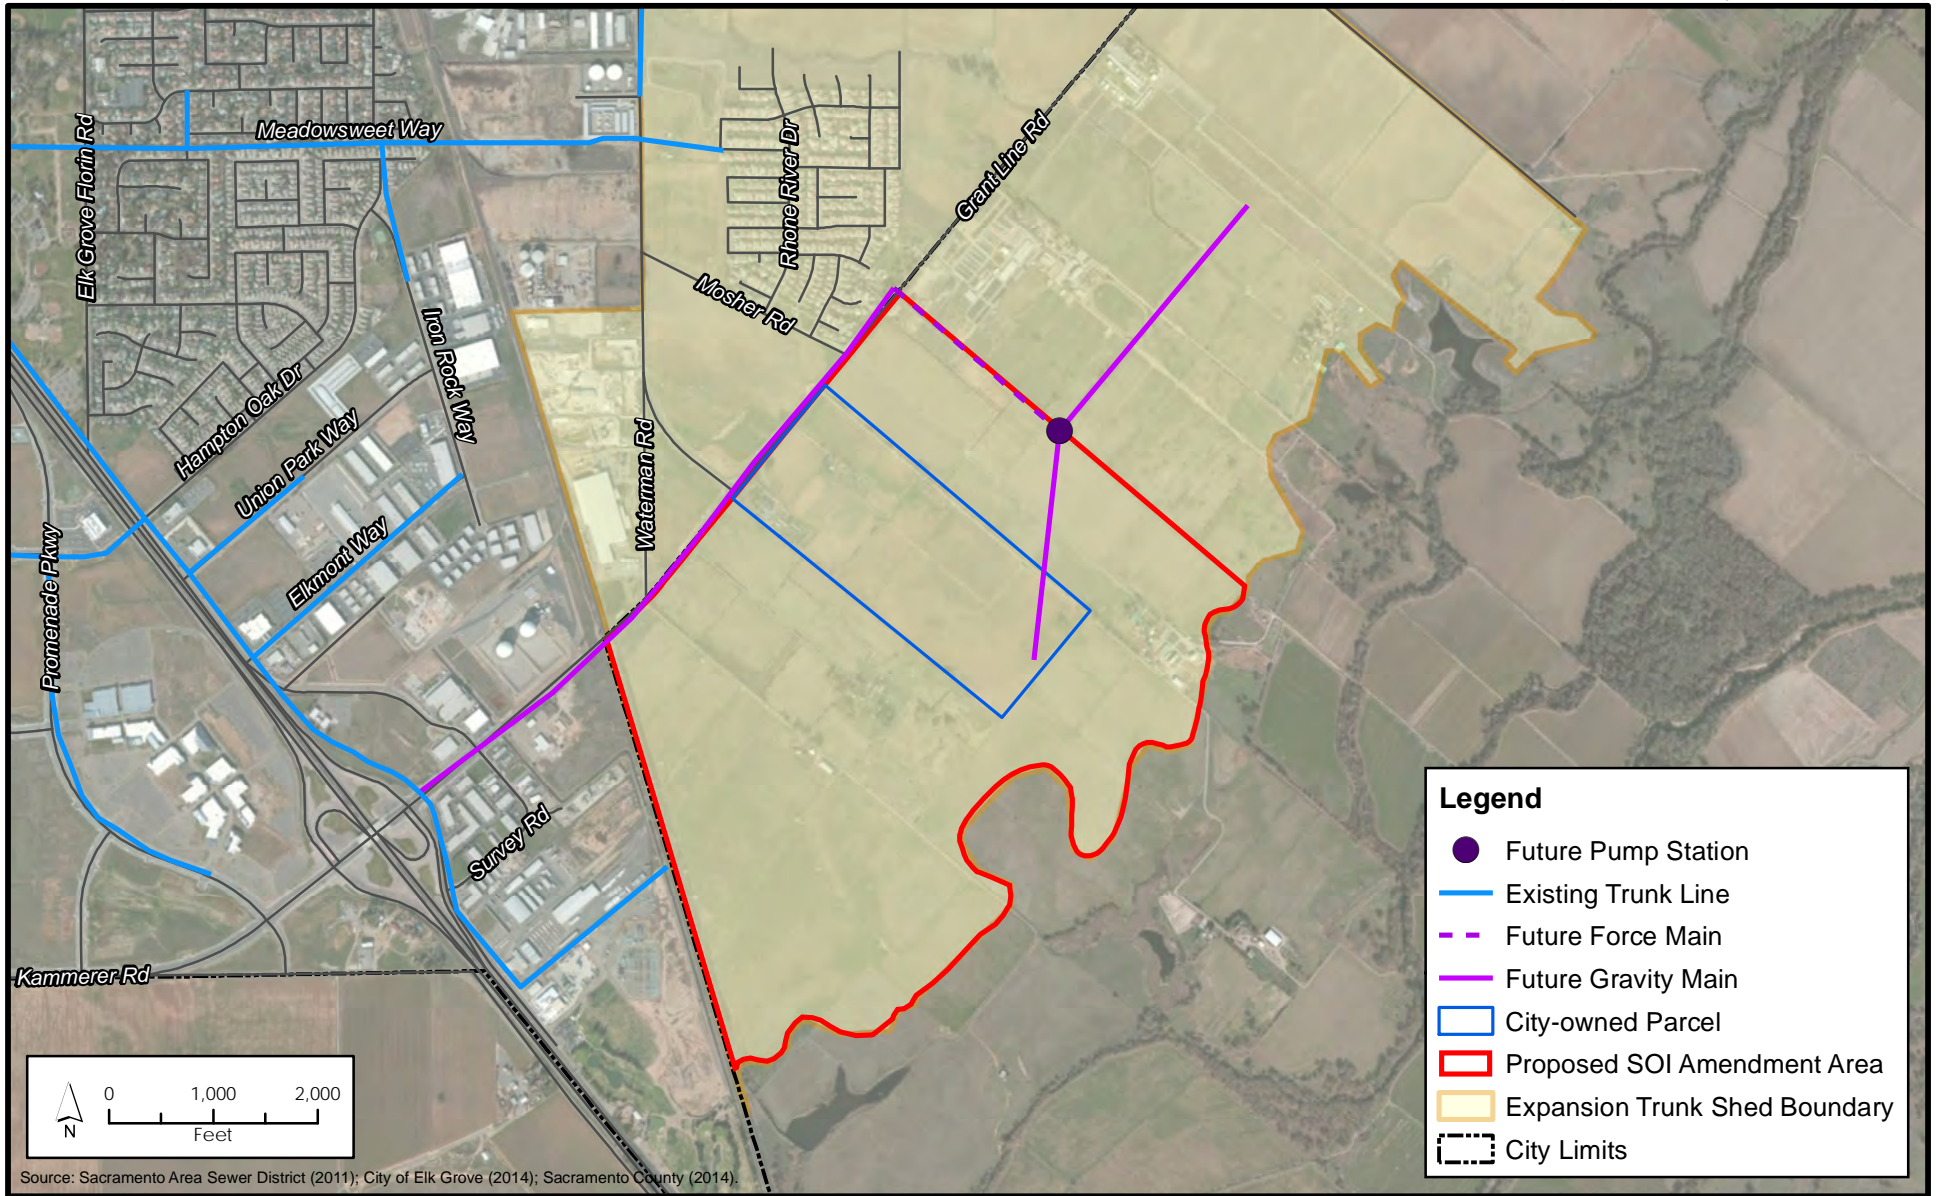 Meadowsweet Way
Elk Grove Florin Rd
Rhone River Dr
Grant Line Rd
Mosher Rd
Iron Rock Way
Hampton Oak Dr
Union Park Way
Waterman Rd
Elkmont Way
Promenade Pkwy
Survey Rd
Kammerer Rd
Legend
Future Pump Station
Existing Trunk Line
Future Force Main
Future Gravity Main
City-owned Parcel
Proposed SOI Amendment Area
Expansion Trunk Shed Boundary
City Limits
0 1,000 2,000
Feet
N
Source: Sacramento Area Sewer District (2011); City of Elk Grove (2014); Sacramento County (2014).